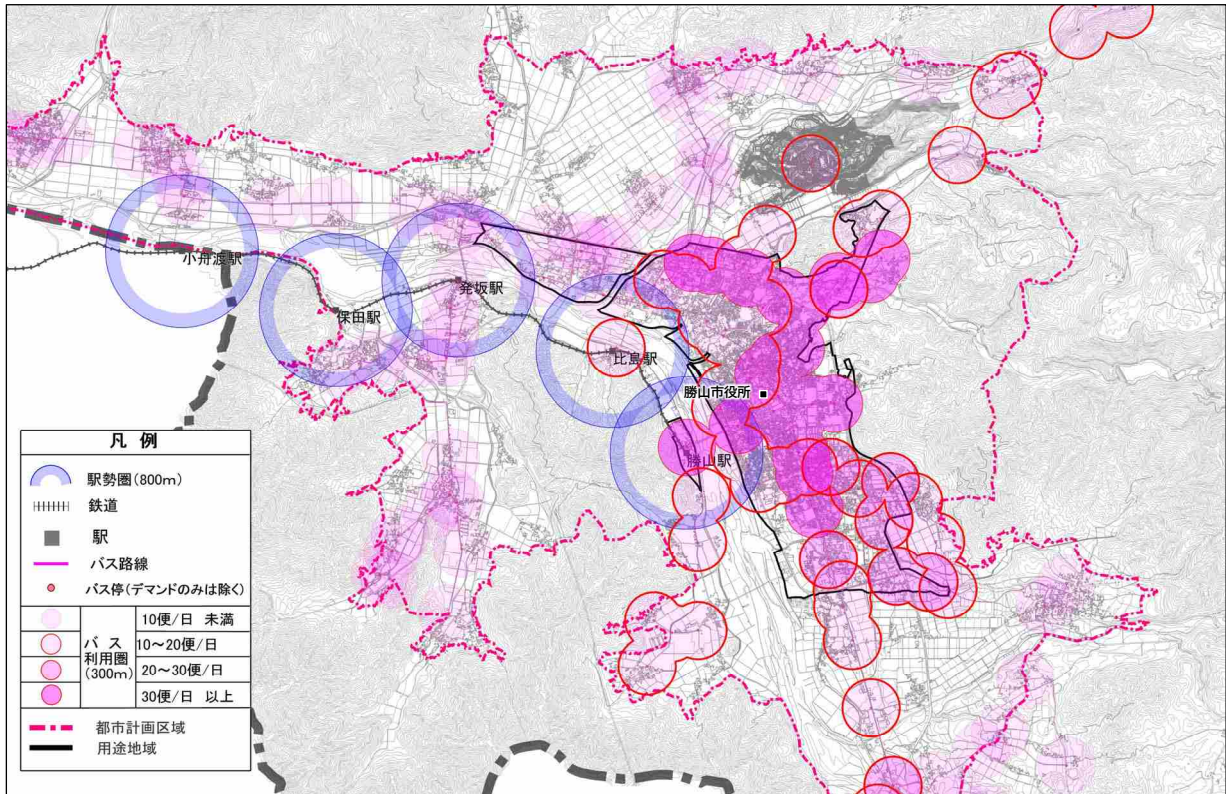 小舟渡駅
保田駅
発坂駅
比島駅
勝山市役所
勝山駅
凡 例
駅勢圏(800m)
鉄道
駅
バス路線
バス停(デマンドのみは除く)
バス利用圏(300m)
10便/日 未満
10~20便/日
20~30便/日
30便/日 以上
都市計画区域
用途地域